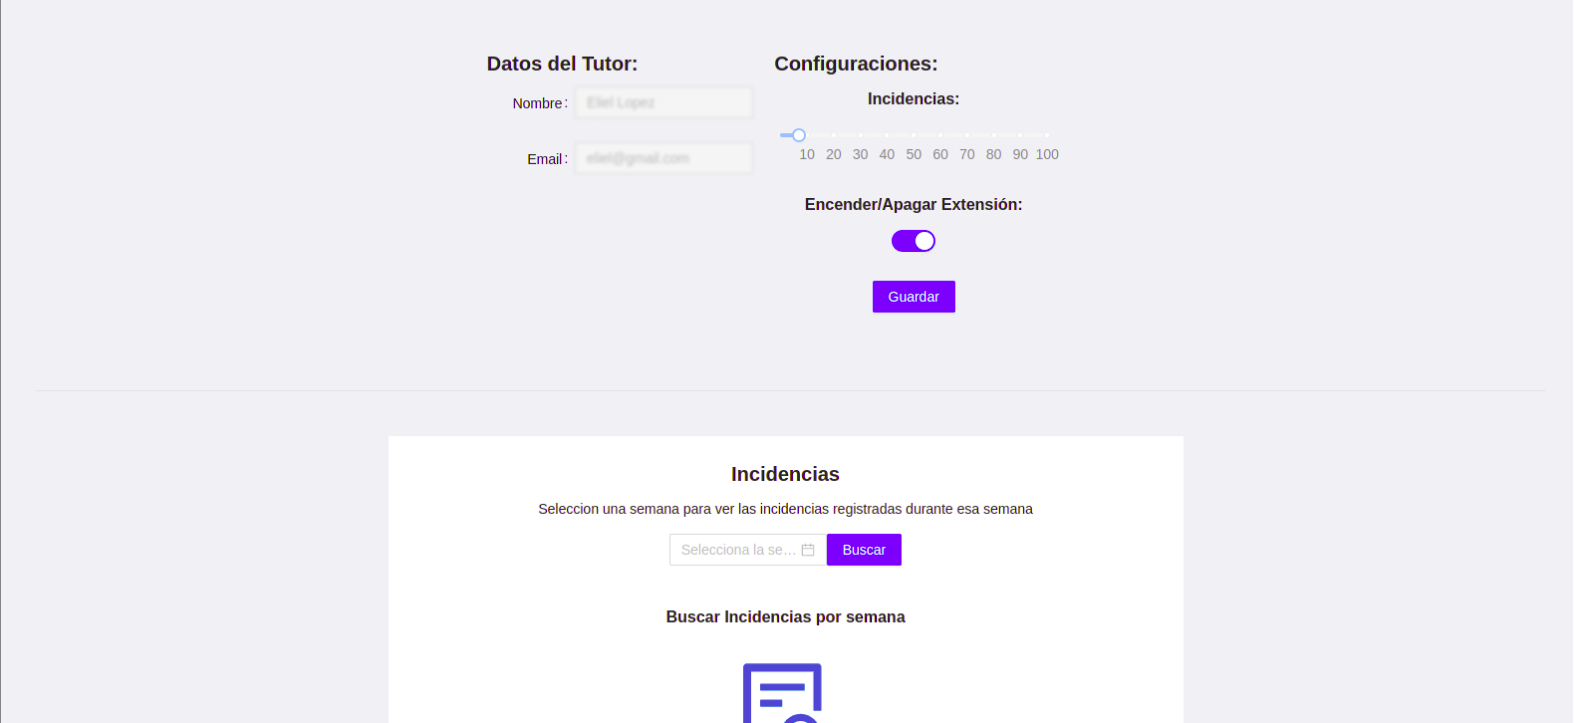 Datos del Tutor:
Nombre:
Eliel Lopez
Email:
eliel@gmail.com
Configuraciones:
Incidencias:
10 20 30 40 50 60 70 80 90 100
Encender/Apagar Extensión:
Guardar
Incidencias
Seleccion una semana para ver las incidencias registradas durante esa semana
Selecciona la se...
Buscar
Buscar Incidencias por semana